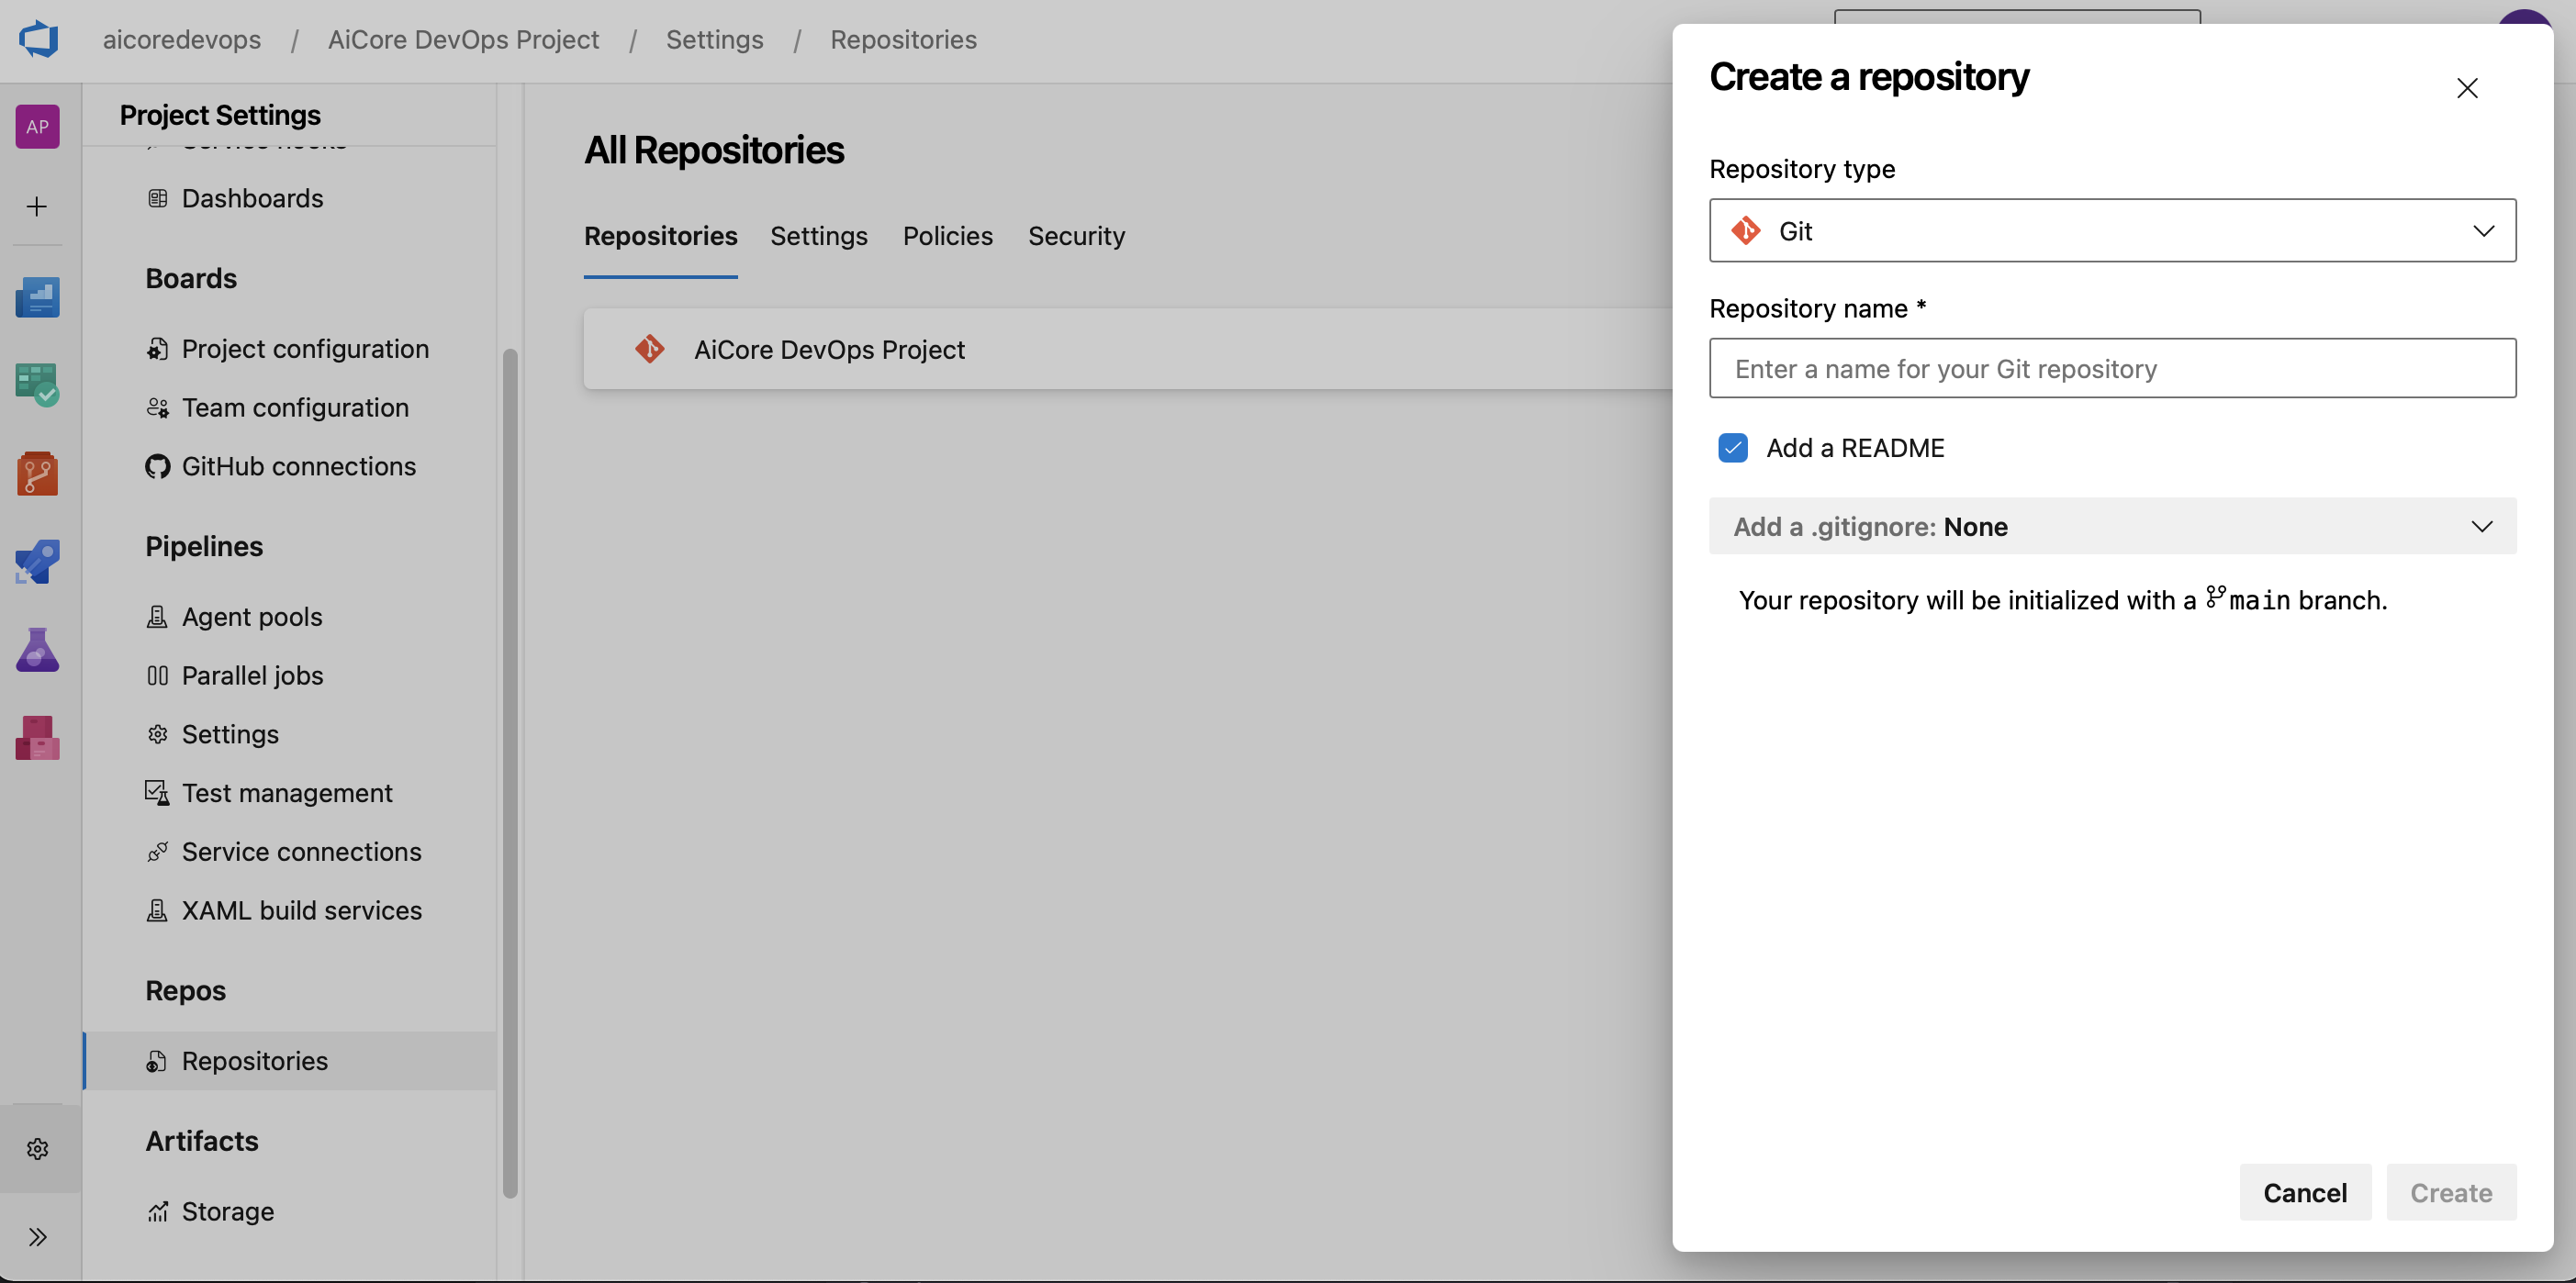 aicoredevops / AiCore DevOps Project / Settings / Repositories
AP
Project Settings
Service hooks
Dashboards
Boards
Project configuration
Team configuration
GitHub connections
Pipelines
Agent pools
Parallel jobs
Settings
Test management
Service connections
XAML build services
Repos
Repositories
Artifacts
Storage
All Repositories
Repositories Settings Policies Security
AiCore DevOps Project
Create a repository
Repository type
Git
Repository name *
Enter a name for your Git repository
Add a README
Add a .gitignore: None
Your repository will be initialized with a main branch.
Cancel Create